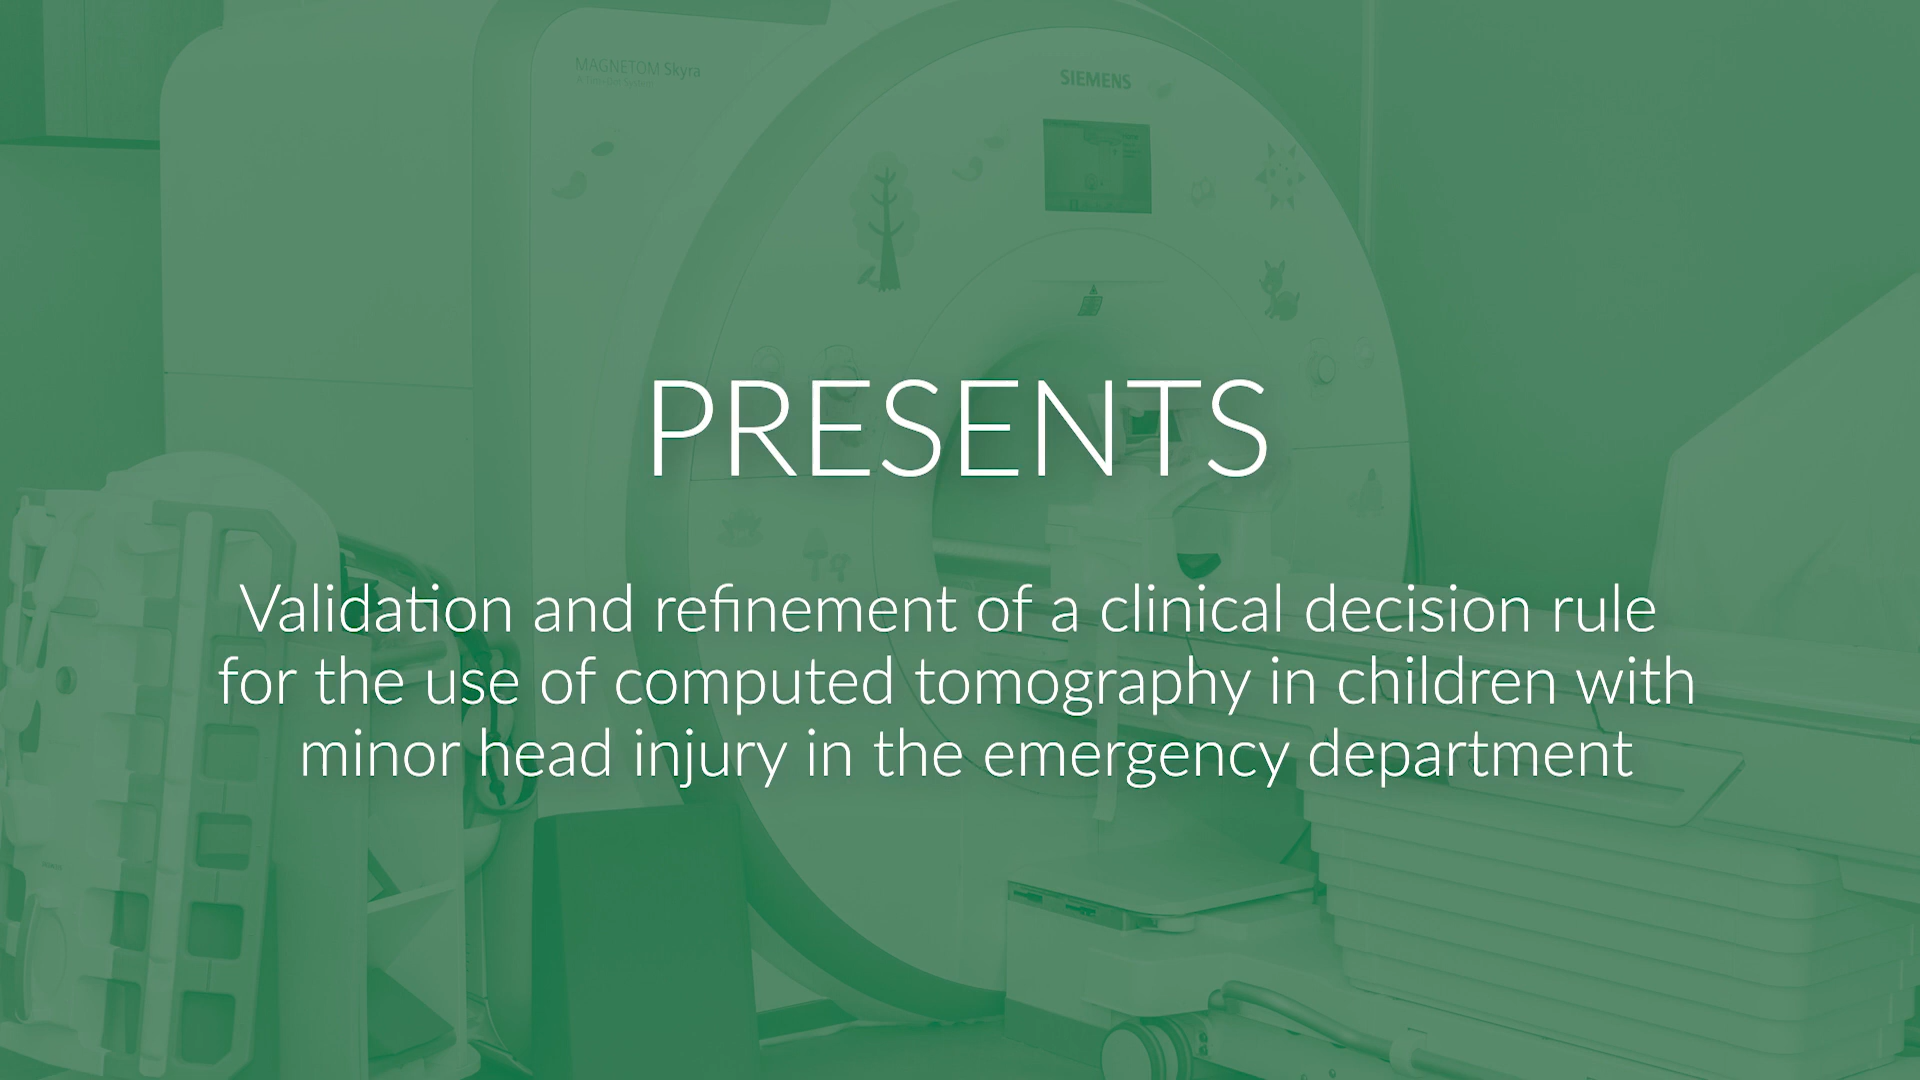 MAGNETOM Skyra
SIEMENS
PRESENTS
Validation and refinement of a clinical decision rule
for the use of computed tomography in children with
minor head injury in the emergency department